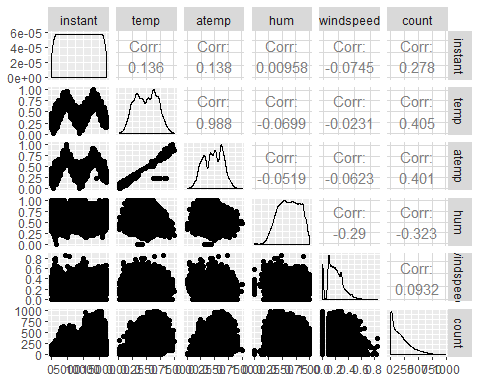 instant temp atemp hum windspeed count
6e-05
4e-05
2e-05
0e+00
Corr:
0.136
Corr:
0.138
Corr:
0.00958
Corr:
-0.0745
Corr:
0.278
instant
1.00
0.75
0.50
0.25
0.00
Corr:
0.988
Corr:
-0.0699
Corr:
-0.0231
Corr:
0.405
temp
1.00
0.75
0.50
0.25
0.00
Corr:
-0.0519
Corr:
-0.0623
Corr:
0.401
atemp
1.00
0.75
0.50
0.25
0.00
Corr:
-0.29
Corr:
-0.323
hum
0.8
0.6
0.4
0.2
0.0
Corr:
0.0932
windspeed
1000
750
500
250
0
count